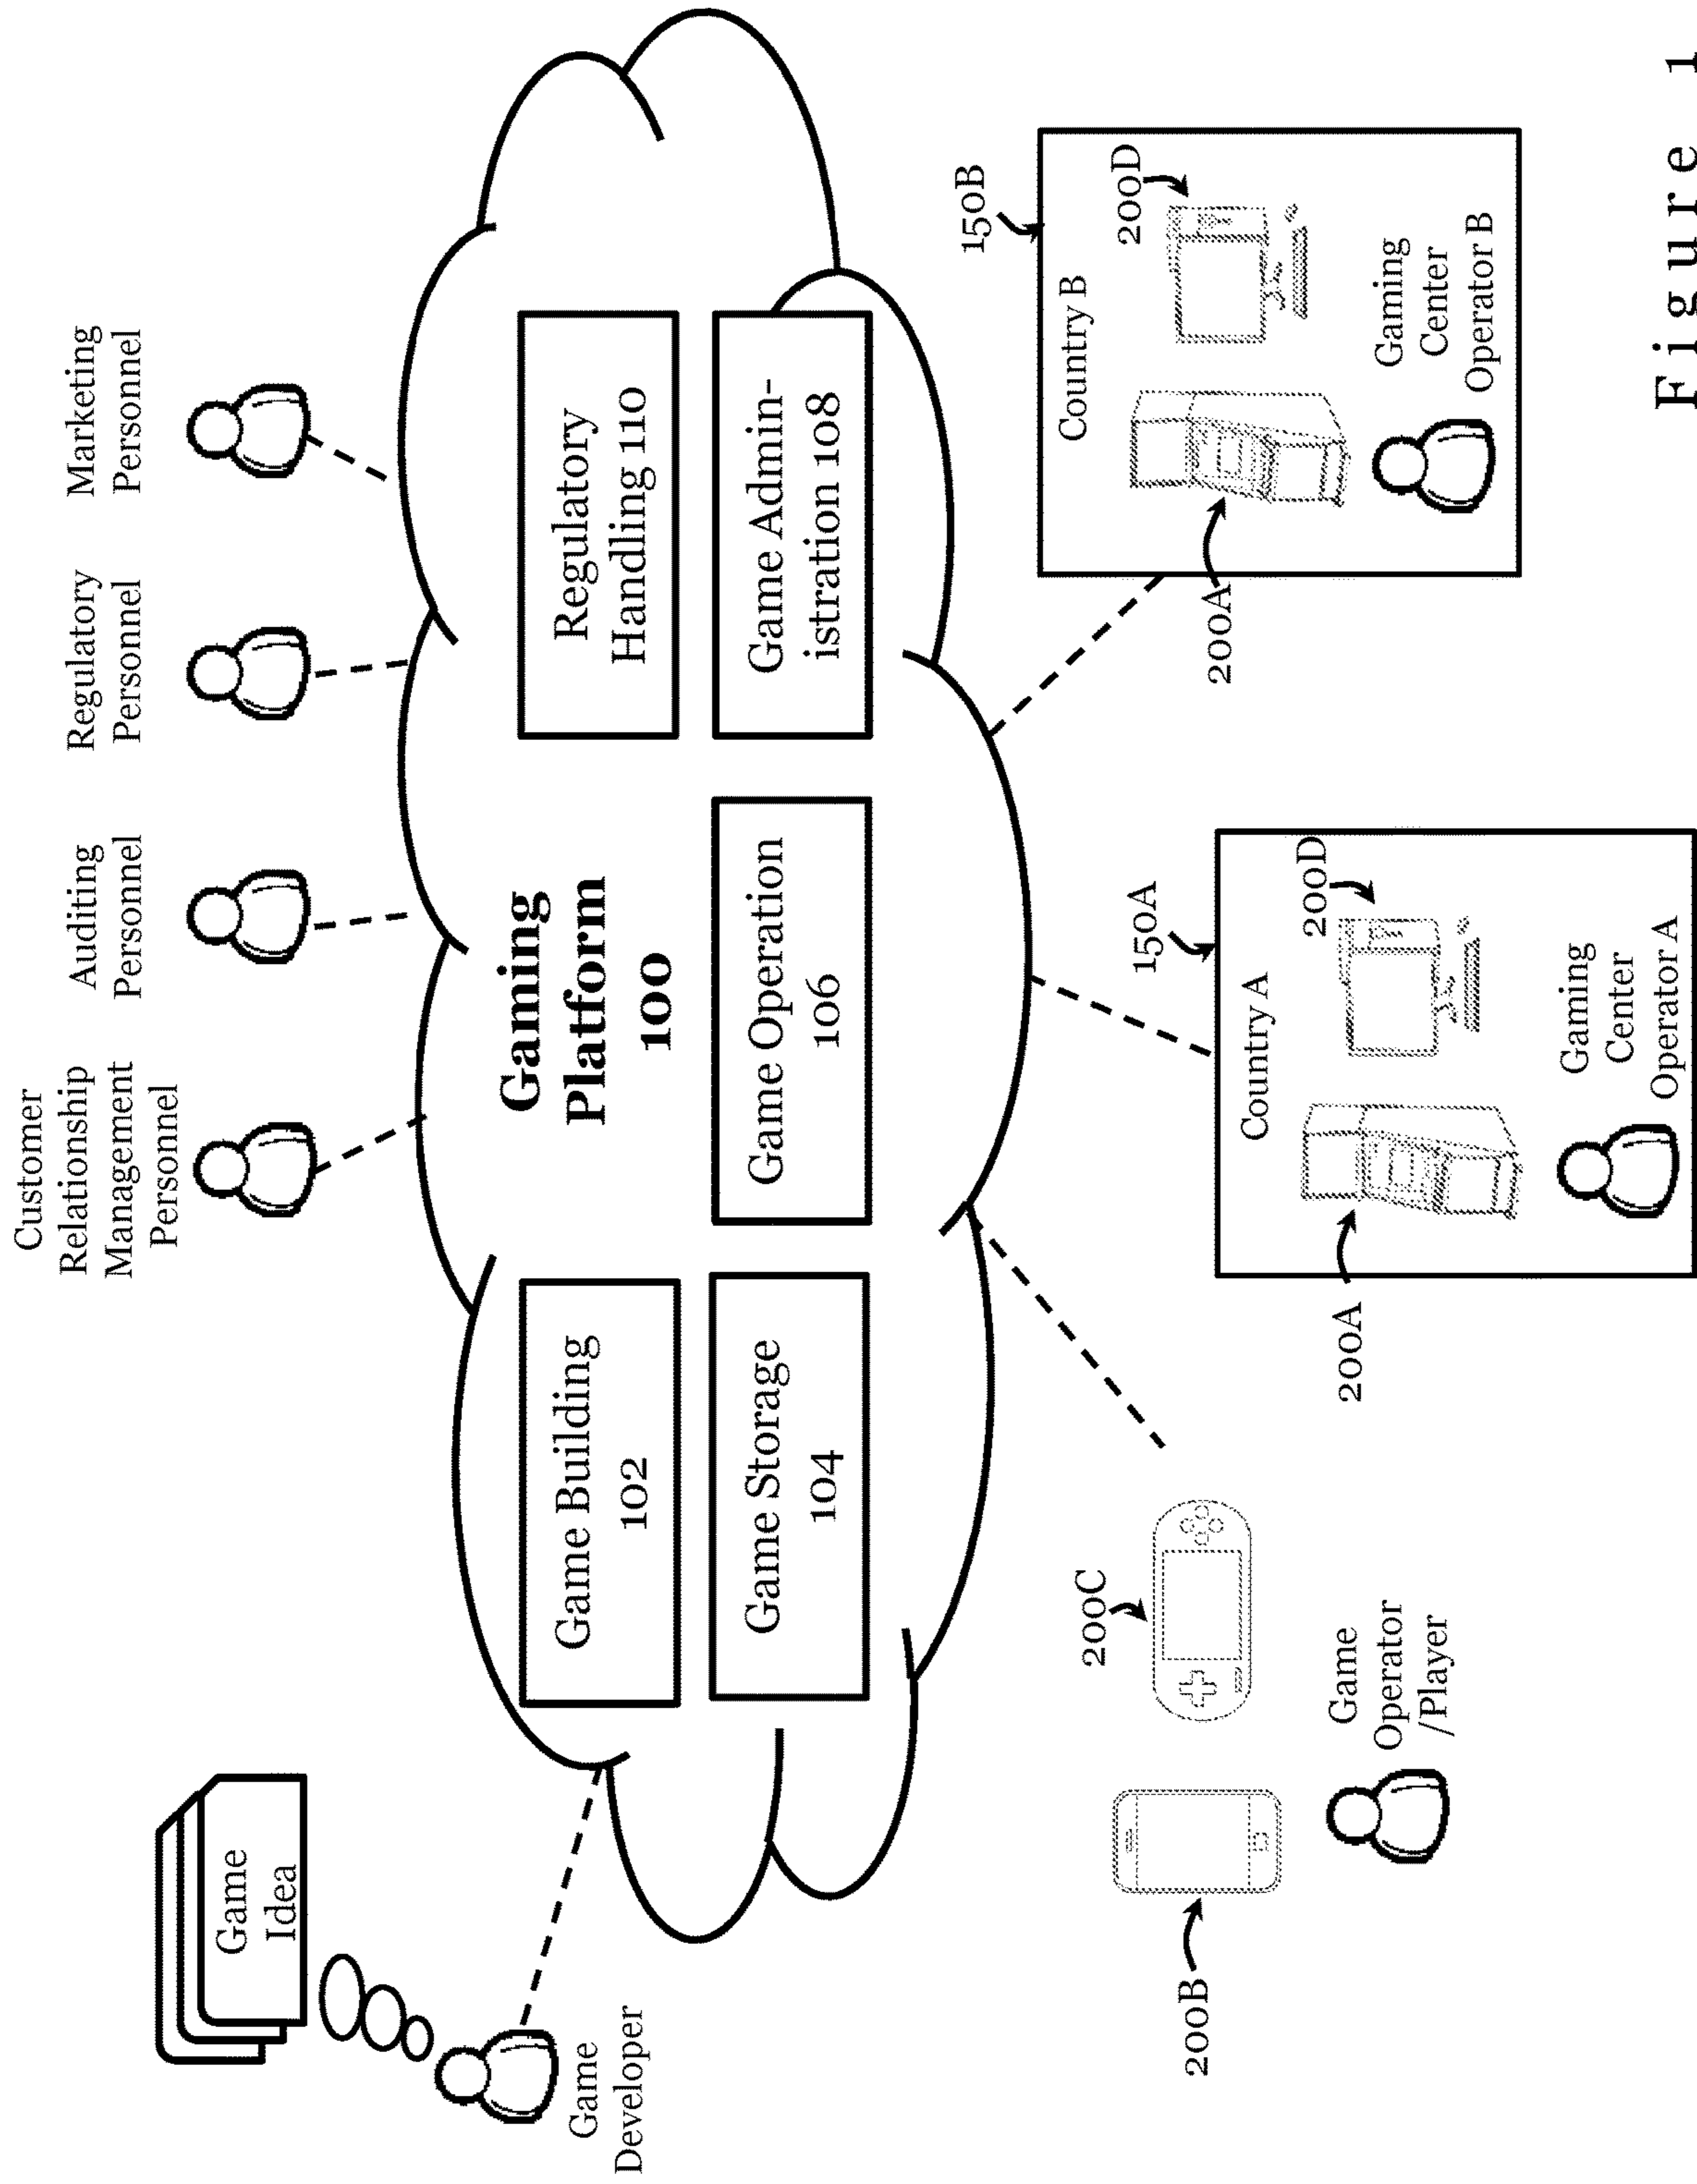 Customer
Relationship
Management
Personnel
Auditing
Personnel
Regulatory
Personnel
Marketing
Personnel
Game
Idea
Game
Developer
Gaming
Platform
100
Game Building
102
Regulatory
Handling 110
Game Storage
104
Game Operation
106
Game Admin-
istration 108
200B
200C
Game
Operator
/Player
150A
Country A
200A
200D
Gaming
Center
Operator A
150B
Country B
200A
200D
Gaming
Center
Operator B
Figure 1